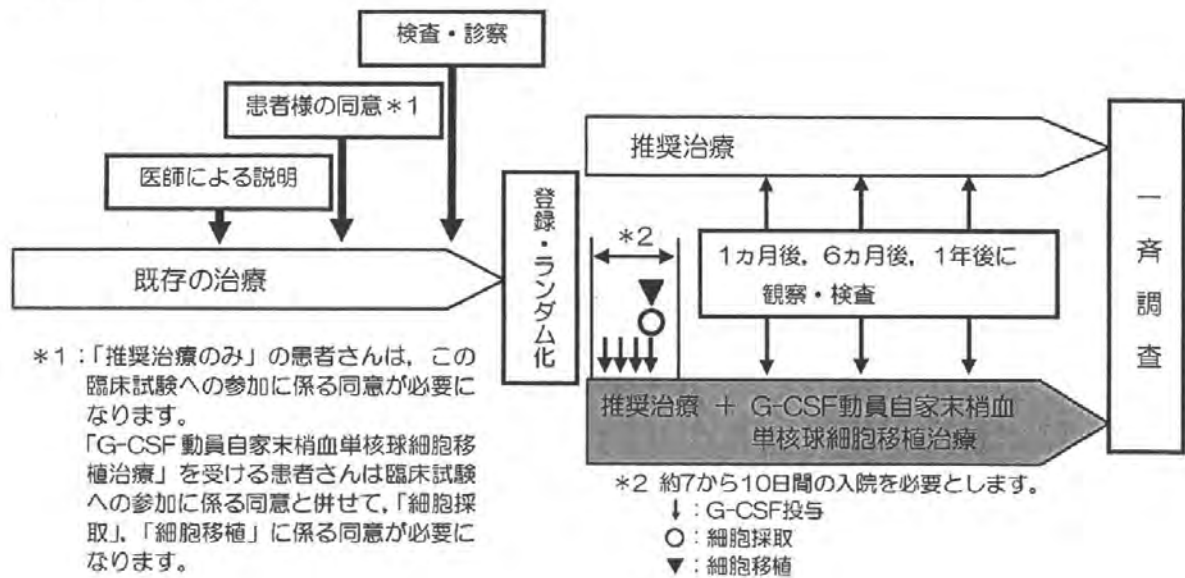 検査・診察
患者様の同意＊1
医師による説明
既存の治療
登録・ランダム化
推奨治療
＊2
1ヵ月後，6ヵ月後，1年後に
観察・検査
推奨治療 ＋ G-CSF動員自家末梢血
単核球細胞移植治療
一斉調査
＊1：「推奨治療のみ」の患者さんは，この
臨床試験への参加に係る同意が必要に
なります。
「G-CSF動員自家末梢血単核球細胞移
植治療」を受ける患者さんは臨床試験
への参加に係る同意と併せて，「細胞採
取」，「細胞移植」に係る同意が必要に
なります。
＊2 約7から10日間の入院を必要とします。
↓：G-CSF投与
○：細胞採取
▼：細胞移植